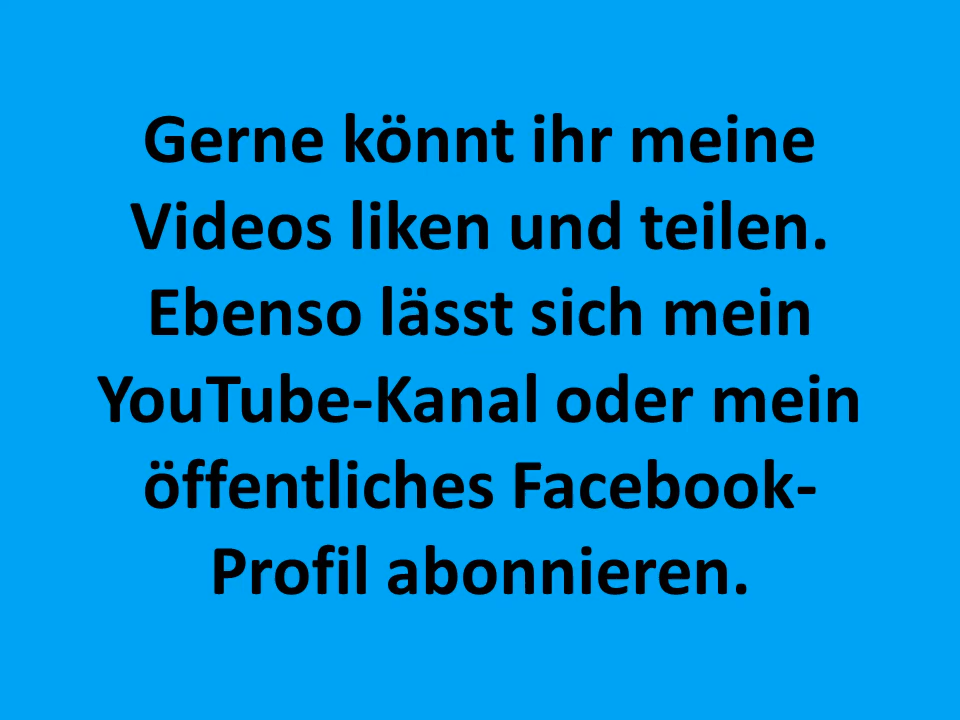 Gerne könnt ihr meine
Videos liken und teilen.
Ebenso lässt sich mein
YouTube-Kanal oder mein
öffentliches Facebook-
Profil abonnieren.